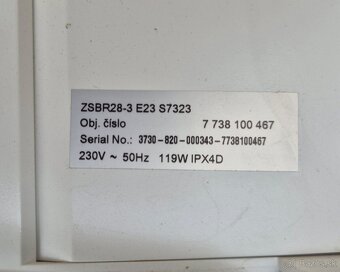 ZSBR28-3 E23 S7323
Obj. číslo 7 738 100 467
Serial No.: 3730-820-000343-7738100467
230V ~ 50Hz 119W IPX4D